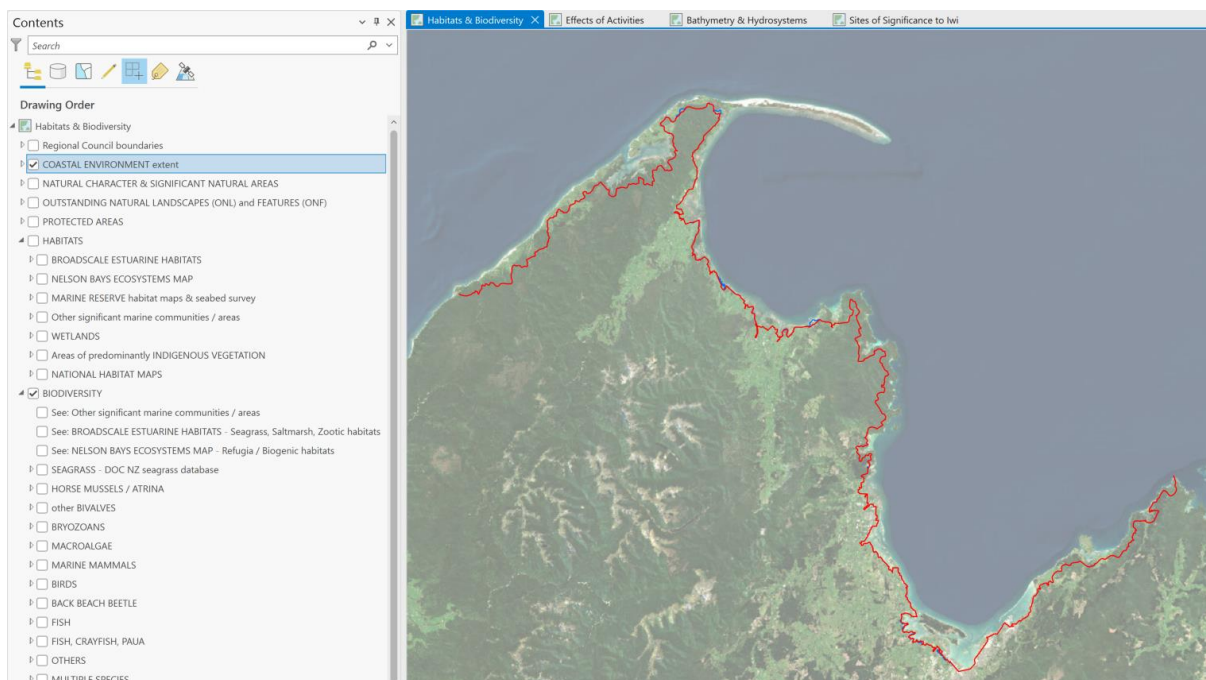 Contents
Habitats & Biodiversity
Effects of Activities
Bathymetry & Hydrosystems
Sites of Significance to Iwi
Search
Drawing Order
Habitats & Biodiversity
Regional Council boundaries
COASTAL ENVIRONMENT extent
NATURAL CHARACTER & SIGNIFICANT NATURAL AREAS
OUTSTANDING NATURAL LANDSCAPES (ONL) and FEATURES (ONF)
PROTECTED AREAS
HABITATS
BROADSCALE ESTUARINE HABITATS
NELSON BAYS ECOSYSTEMS MAP
MARINE RESERVE habitat maps & seabed survey
Other significant marine communities / areas
WETLANDS
Areas of predominantly INDIGENOUS VEGETATION
NATIONAL HABITAT MAPS
BIODIVERSITY
See: Other significant marine communities / areas
See: BROADSCALE ESTUARINE HABITATS - Seagrass, Saltmarsh, Zootic habitats
See: NELSON BAYS ECOSYSTEMS MAP - Refugia / Biogenic habitats
SEAGRASS - DOC NZ seagrass database
HORSE MUSSELS / ATRINA
other BIVALVES
BRYOZOANS
MACROALGAE
MARINE MAMMALS
BIRDS
BACK BEACH BEETLE
FISH
FISH, CRAYFISH, PAUA
OTHERS
MULTIPLE SPECIES